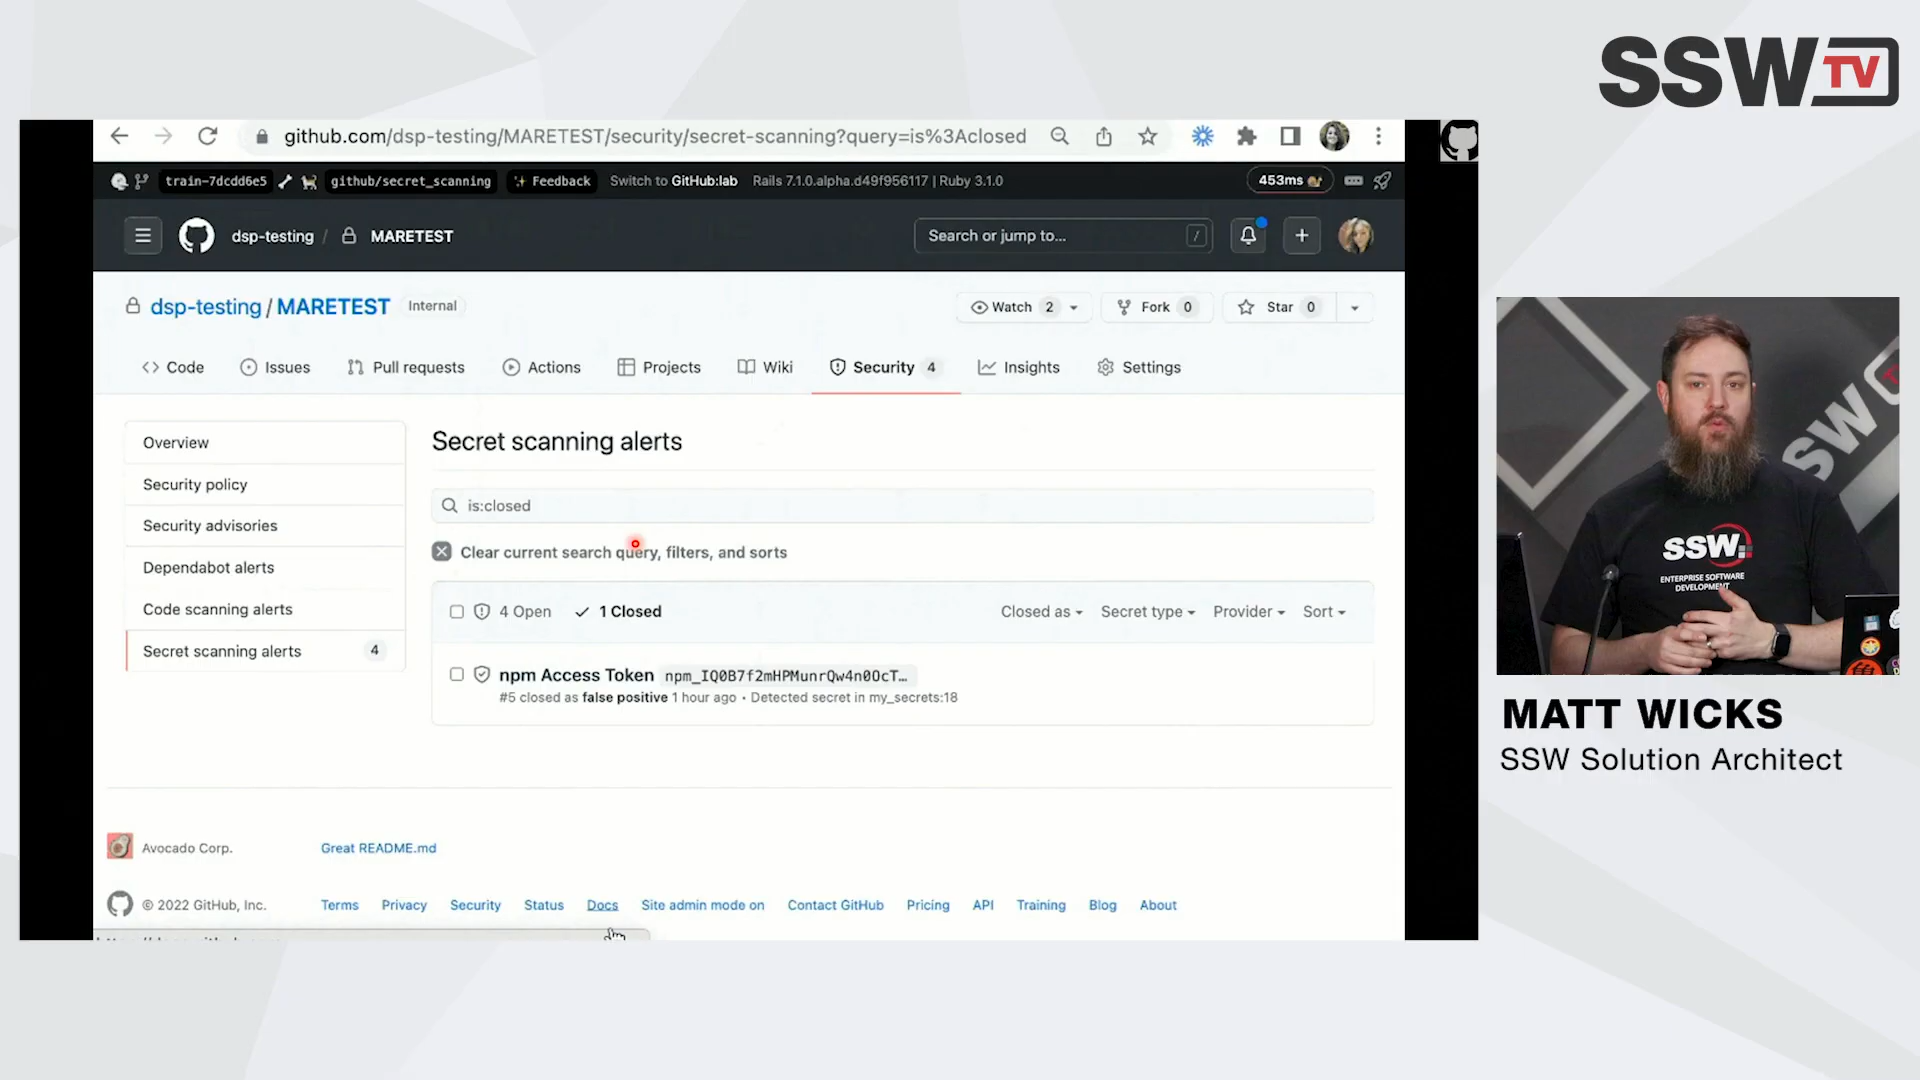 SSW TV
github.com/dsp-testing/MARETEST/security/secret-scanning?query=is%3Aclosed
train-7dcdd6e5
github/secret_scanning
Feedback
Switch to GitHub:lab
Rails 7.1.0.alpha.d49f956117 | Ruby 3.1.0
453ms
dsp-testing / MARETEST
Search or jump to...
/
dsp-testing / MARETEST Internal
Watch 2
Fork 0
Star 0
Code
Issues
Pull requests
Actions
Projects
Wiki
Security 4
Insights
Settings
Overview
Security policy
Security advisories
Dependabot alerts
Code scanning alerts
Secret scanning alerts 4
Secret scanning alerts
is:closed
Clear current search query, filters, and sorts
4 Open
1 Closed
Closed as
Secret type
Provider
Sort
npm Access Token npm_IQ0B7f2mHPMunrQw4n0OcT…
#5 closed as false positive 1 hour ago • Detected secret in my_secrets:18
Avocado Corp.
Great README.md
© 2022 GitHub, Inc.
Terms
Privacy
Security
Status
Docs
Site admin mode on
Contact GitHub
Pricing
API
Training
Blog
About
SSW
SSW
ENTERPRISE SOFTWARE
DEVELOPMENT
MATT WICKS
SSW Solution Architect